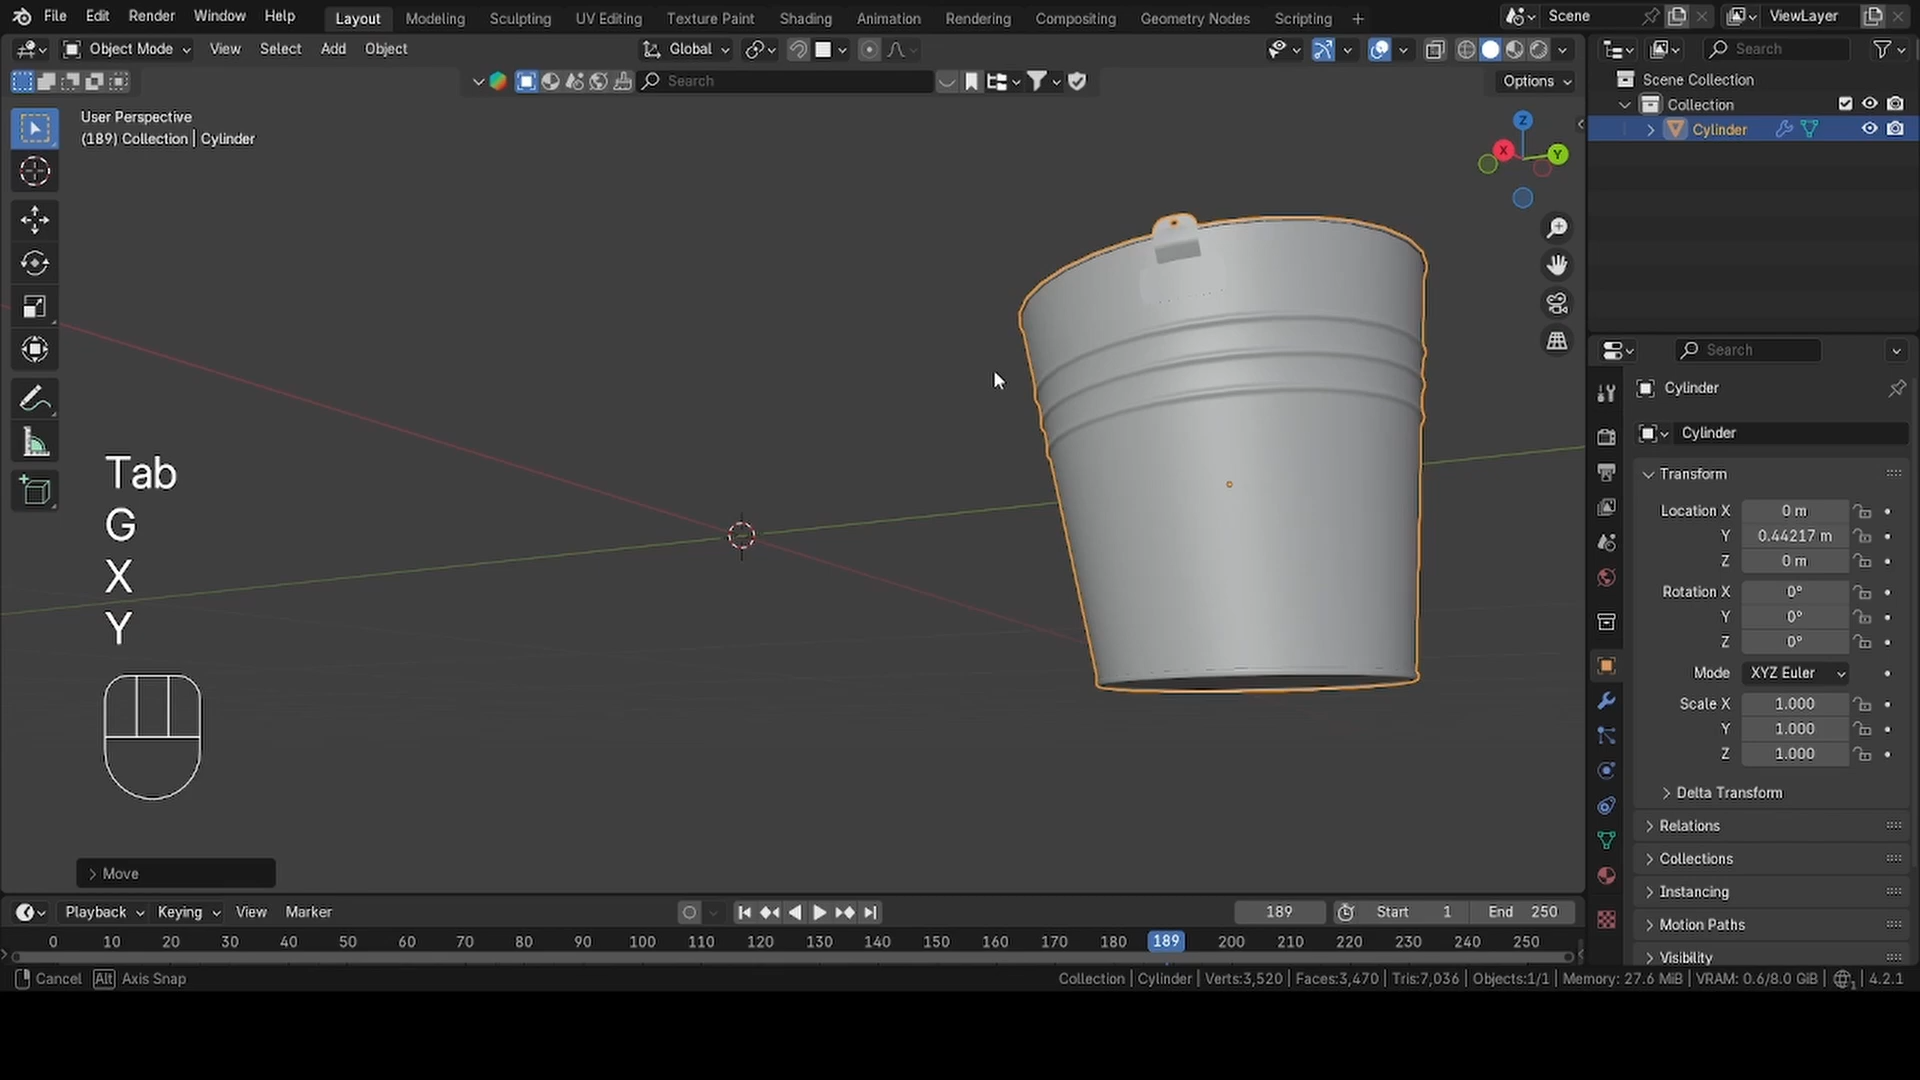 File Edit Render Window Help Layout Modeling Sculpting UV Editing Texture Paint Shading Animation Rendering Compositing Geometry Nodes Scripting + Scene ViewLayer
Object Mode View Select Add Object Global Search
Search Options
Scene Collection
Collection
Cylinder
User Perspective
(189) Collection | Cylinder
Z
X
Y
Search
Cylinder
Cylinder
Transform
Location X 0 m
Y 0.44217 m
Z 0 m
Rotation X 0°
Y 0°
Z 0°
Mode XYZ Euler
Scale X 1.000
Y 1.000
Z 1.000
Delta Transform
Relations
Collections
Instancing
Motion Paths
Visibility
Tab
G
X
Y
Move
Playback Keying View Marker 189 Start 1 End 250
0 10 20 30 40 50 60 70 80 90 100 110 120 130 140 150 160 170 180 189 200 210 220 230 240 250
Cancel Alt Axis Snap Collection | Cylinder | Verts:3,520 | Faces:3,470 | Tris:7,036 | Objects:1/1 | Memory: 27.6 MiB | VRAM: 0.6/8.0 GiB | 1 | 4.2.1